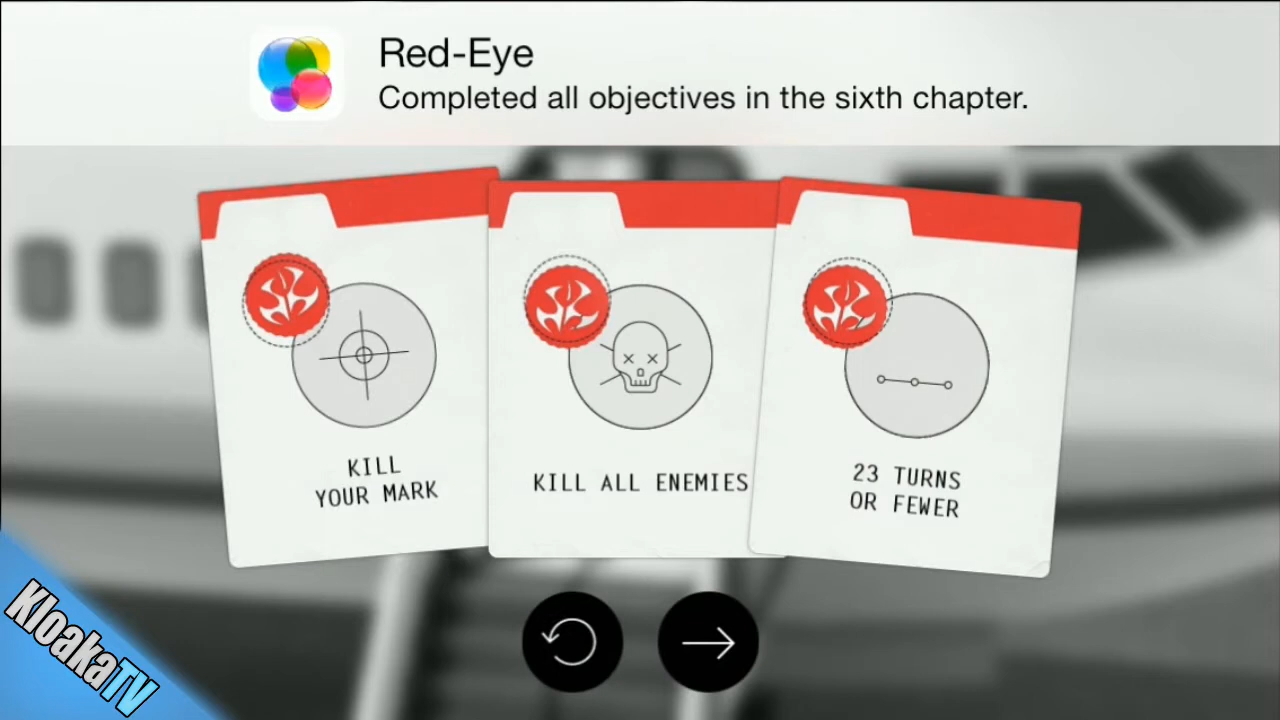 Red-Eye
Completed all objectives in the sixth chapter.
KILL
YOUR MARK
KILL ALL ENEMIES
23 TURNS
OR FEWER
KloakaTV